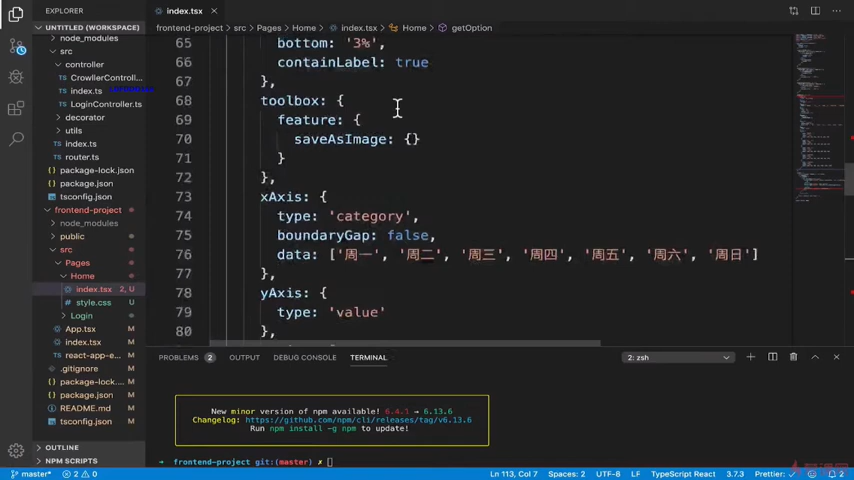 EXPLORER
index.tsx
UNTITLED (WORKSPACE)
frontend-project > src > Pages > Home > index.tsx > Home > getOption
node_modules
src
controller
TS CrowllerControll...
TS index.ts
TS LoginController.ts
decorator
utils
TS index.ts
TS router.ts
package-lock.json
package.json
tsconfig.json
frontend-project
node_modules
public
src
Pages
Home
index.tsx 2, U
style.css U
Login
App.tsx M
index.tsx M
TS react-app-e... M
.gitignore M
package-lock... M
package.json M
README.md M
tsconfig.json M
OUTLINE
NPM SCRIPTS
65 bottom: '3%',
66 containLabel: true
67 },
68 toolbox: {
69 feature: {
70 saveAsImage: {}
71 }
72 },
73 xAxis: {
74 type: 'category',
75 boundaryGap: false,
76 data: ['周一', '周二', '周三', '周四', '周五', '周六', '周日']
77 },
78 yAxis: {
79 type: 'value'
80 },
PROBLEMS 2 OUTPUT DEBUG CONSOLE TERMINAL 2: zsh
New minor version of npm available! 6.4.1 → 6.13.6
Changelog: https://github.com/npm/cli/releases/tag/v6.13.6
Run npm install -g npm to update!
→ frontend-project git:(master) ✗
master* 2 0 Ln 113, Col 7 Spaces: 2 UTF-8 LF TypeScript React 3.7.3 Prettier: ✓ 2